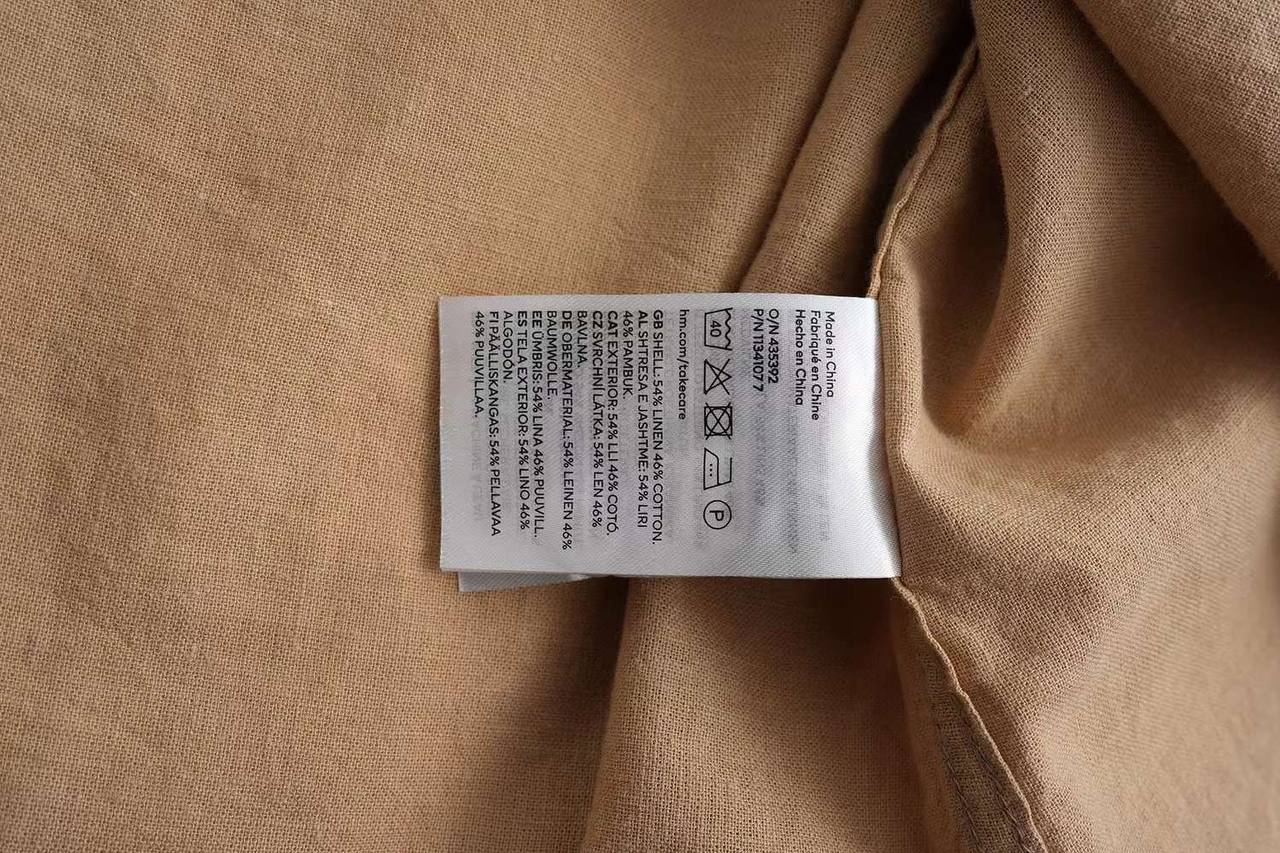 Made in China
Fabriqué en Chine
Hecho en China
O/N 435392
P/N 1134107 7
40
P
hm.com/takecare
GB SHELL: 54% LINEN 46% COTTON.
AL SHTRESA E JASHTME: 54% LIRI
46% PAMBUK.
CAT EXTERIOR: 54% LLI 46% COTÓ.
CZ SVRCHNÍ LÁTKA: 54% LEN 46%
BAVLNA.
DE OBERMATERIAL: 54% LEINEN 46%
BAUMWOLLE.
EE ÜMBRIS: 54% LINA 46% PUUVILL.
ES TELA EXTERIOR: 54% LINO 46%
ALGODÓN.
FI PÄÄLLISKANGAS: 54% PELLAVAA
46% PUUVILLAA.